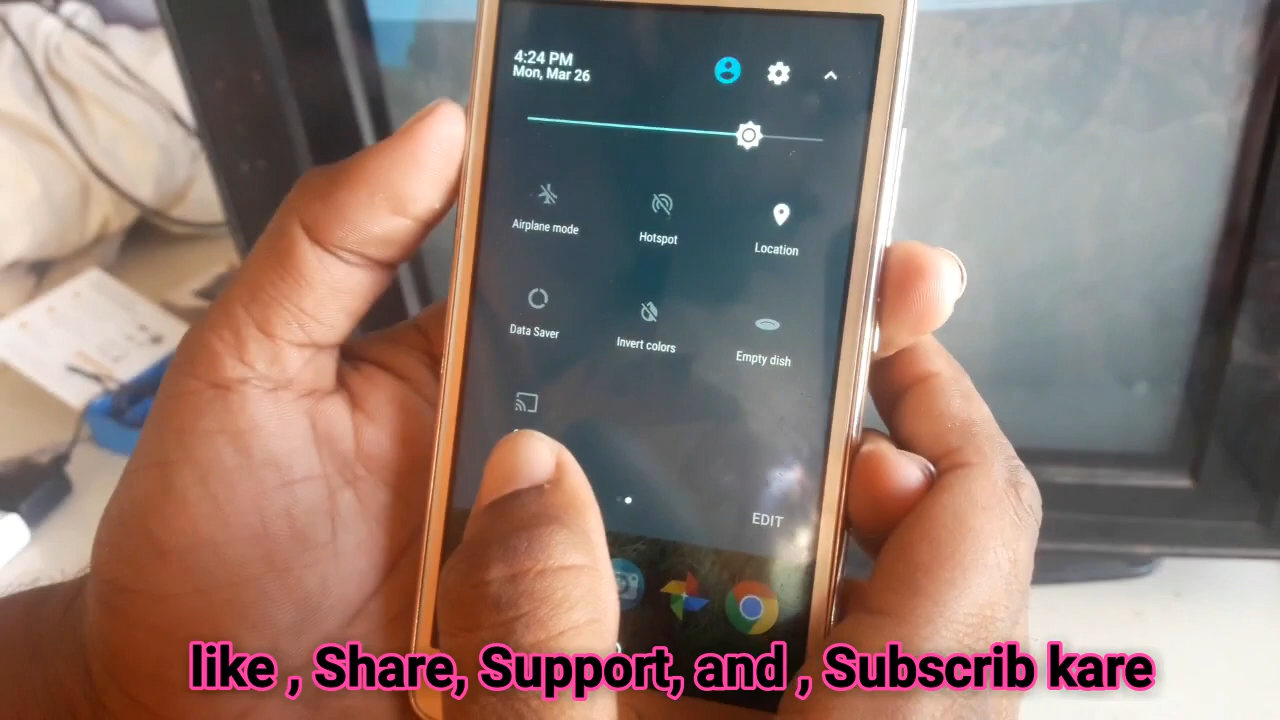 4:24 PM
Mon, Mar 26
Airplane mode
Hotspot
Location
Data Saver
Invert colors
Empty dish
EDIT
like , Share, Support, and , Subscrib kare